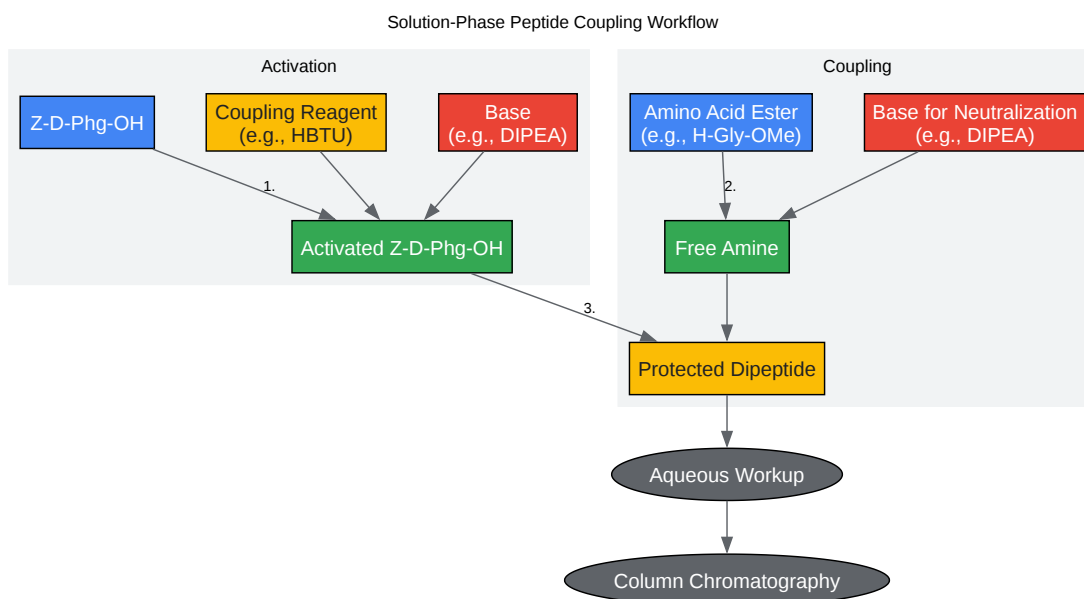 Solution-Phase Peptide Coupling Workflow
Activation
Coupling
Z-D-Phg-OH
Coupling Reagent
(e.g., HBTU)
Base
(e.g., DIPEA)
Amino Acid Ester
(e.g., H-Gly-OMe)
Base for Neutralization
(e.g., DIPEA)
1.
2.
Activated Z-D-Phg-OH
Free Amine
3.
Protected Dipeptide
Aqueous Workup
Column Chromatography